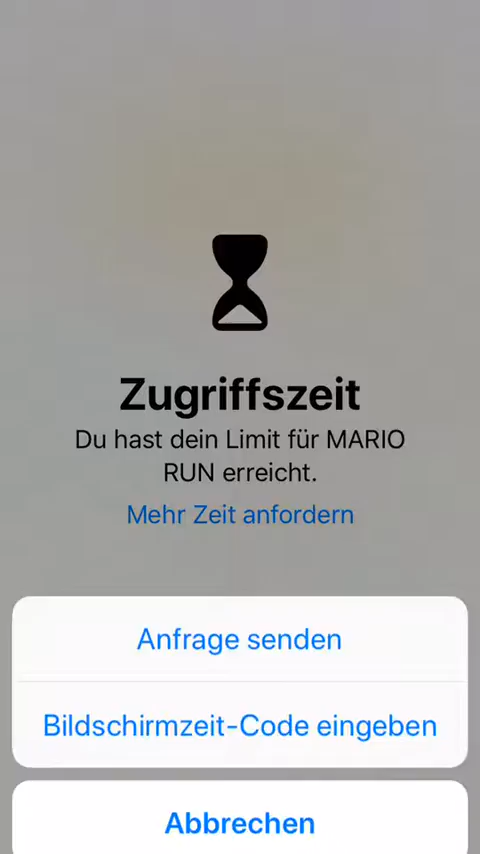 Zugriffszeit
Du hast dein Limit für MARIO
RUN erreicht.
Mehr Zeit anfordern
Anfrage senden
Bildschirmzeit-Code eingeben
Abbrechen